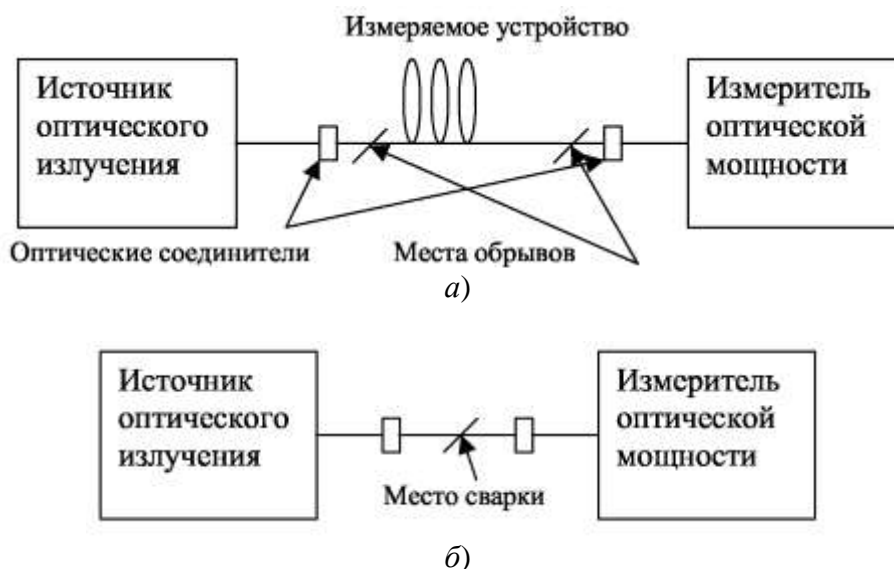 Измеряемое устройство
Источник
оптического
излучения
Измеритель
оптической
мощности
Оптические соединители
Места обрывов
а)
Источник
оптического
излучения
Измеритель
оптической
мощности
Место сварки
б)